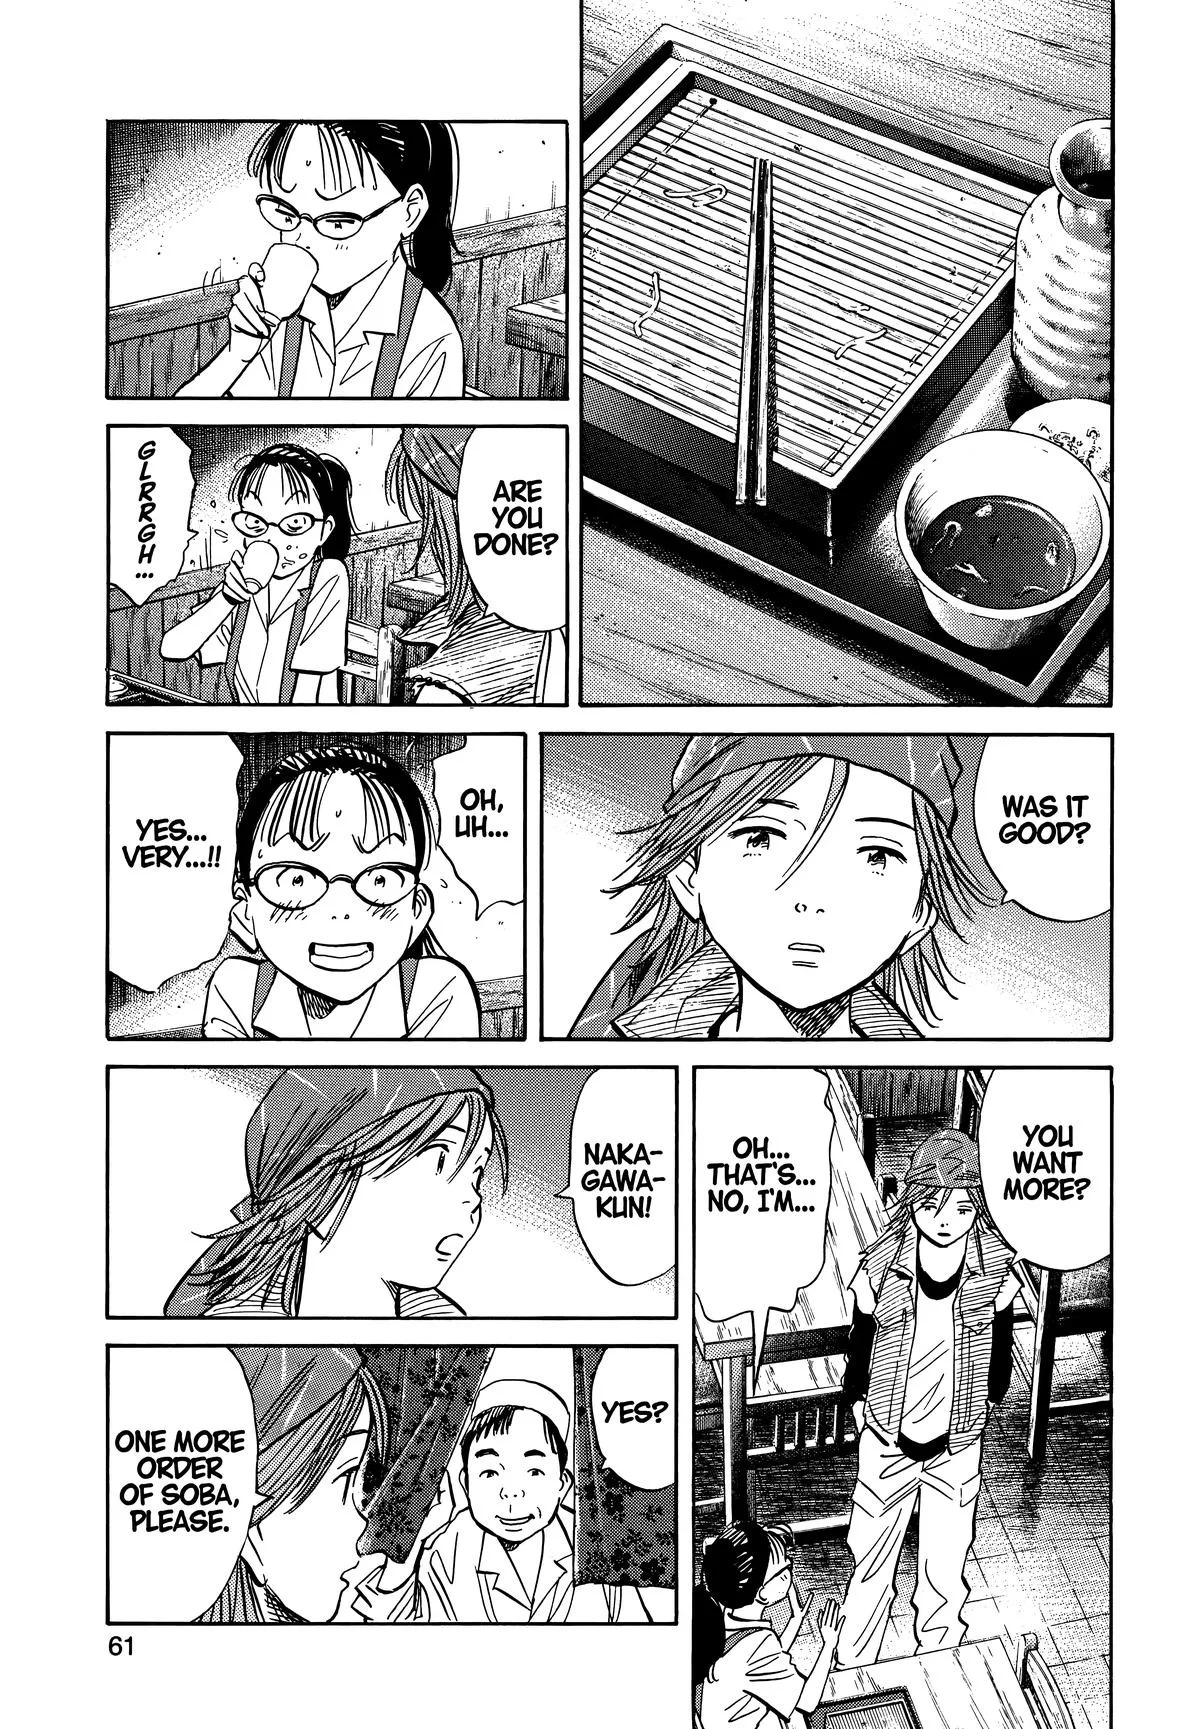 ARE
YOU
DONE?
GLRRGH...
WAS IT
GOOD?
OH,
UH...
YES...
VERY...!!
YOU
WANT
MORE?
OH...
THAT'S...
NO, I'M...
NAKA-
GAWA-
KUN!
YES?
ONE MORE
ORDER
OF SOBA,
PLEASE.
61